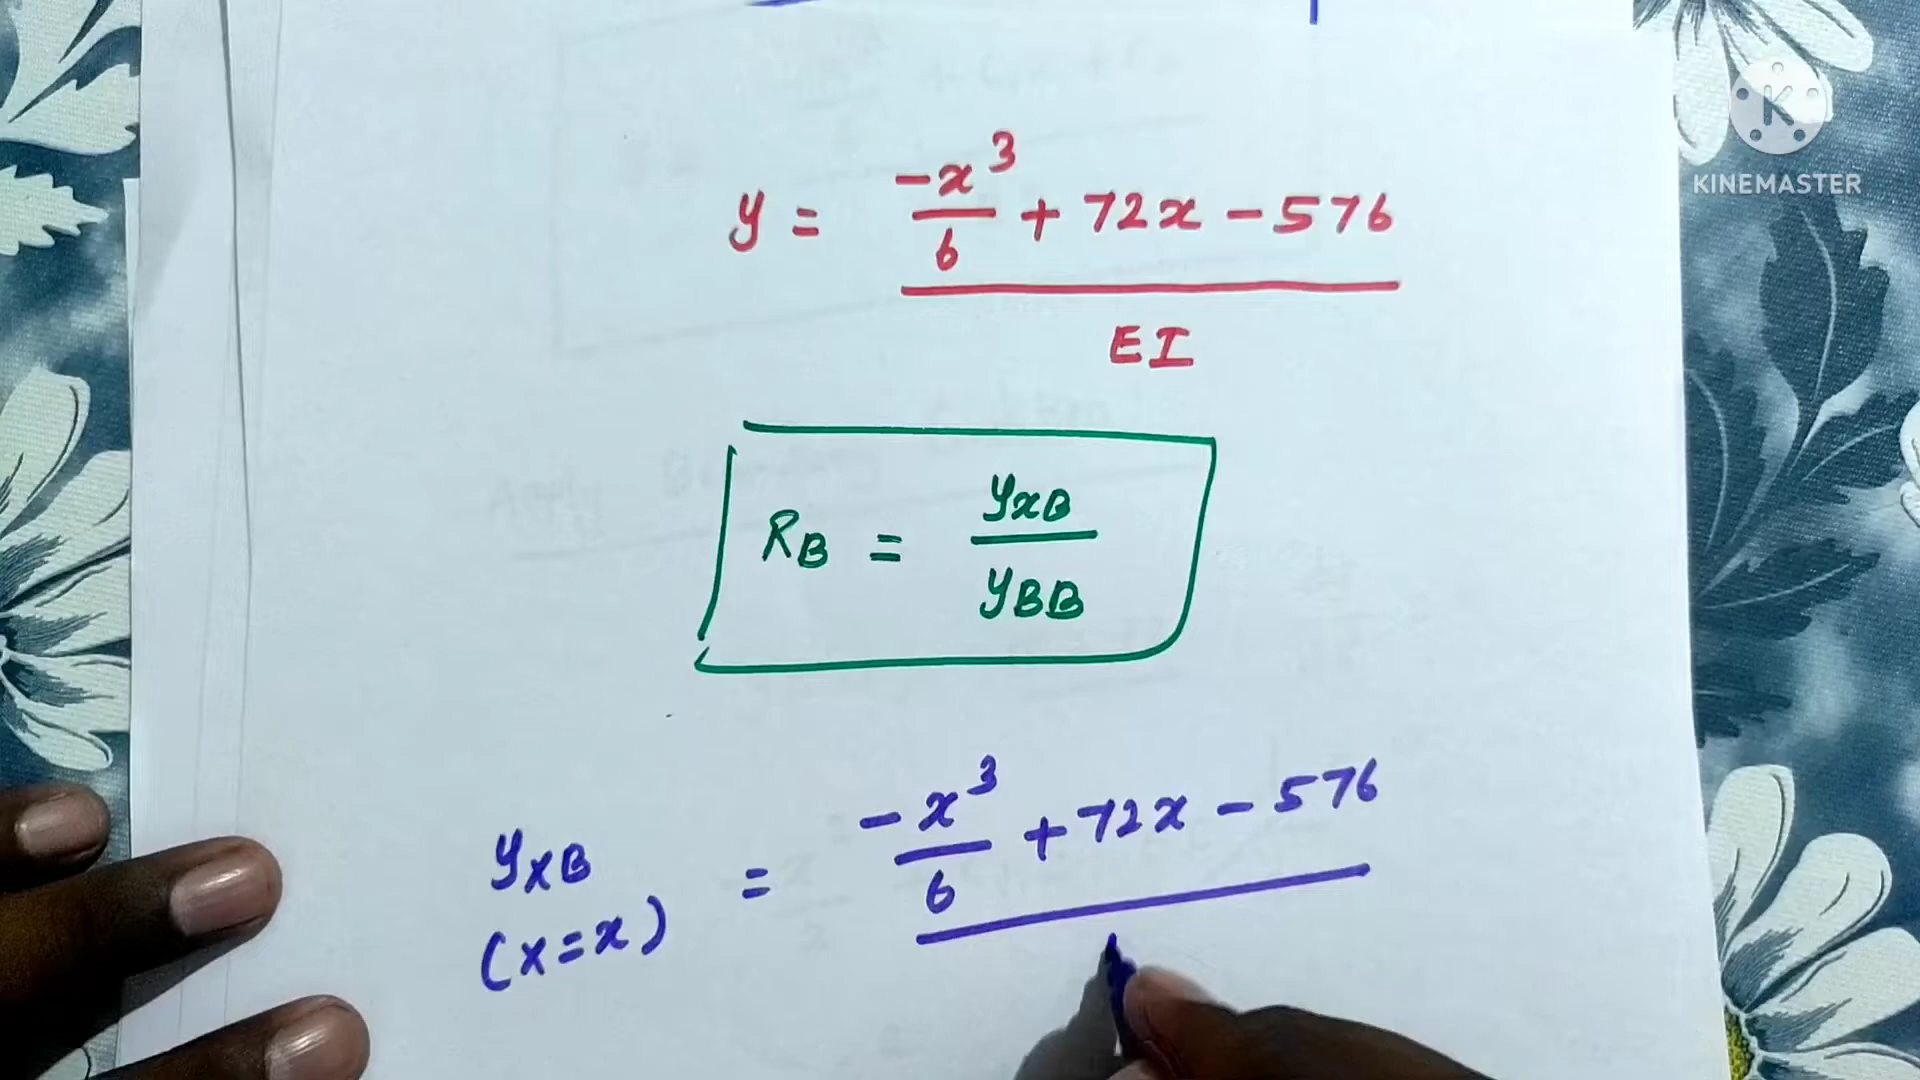 KINEMASTER
y = (-x³/6 + 72x - 576) / EI
R_B = y_xB / y_BB
y_xB = (-x³/6 + 72x - 576) /
(x=x)